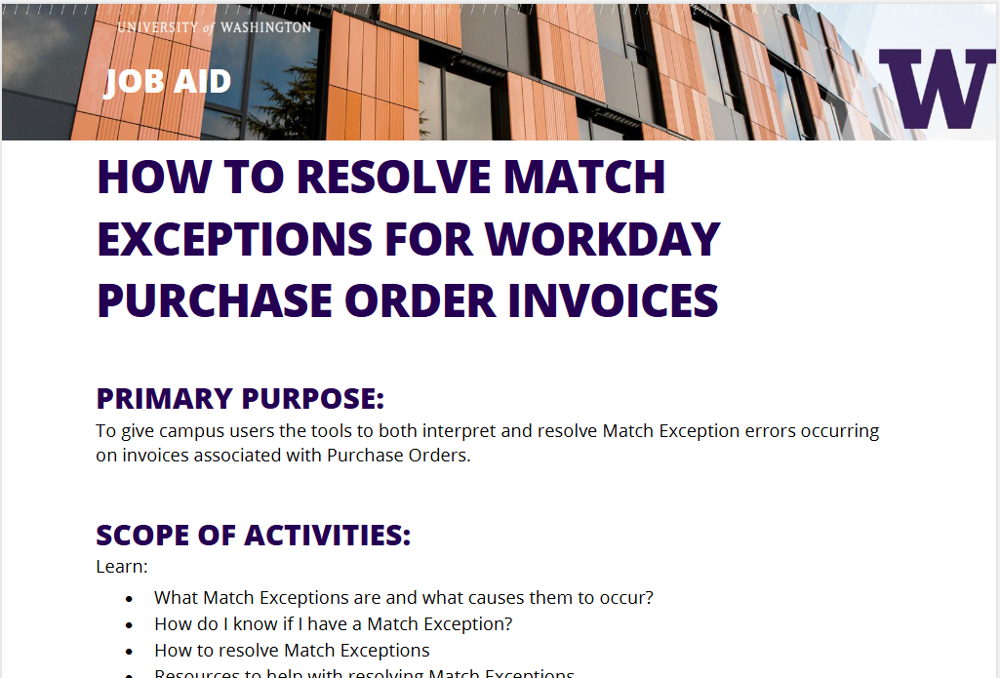 UNIVERSITY of WASHINGTON
JOB AID
W
HOW TO RESOLVE MATCH
EXCEPTIONS FOR WORKDAY
PURCHASE ORDER INVOICES
PRIMARY PURPOSE:
To give campus users the tools to both interpret and resolve Match Exception errors occurring
on invoices associated with Purchase Orders.
SCOPE OF ACTIVITIES:
Learn:
• What Match Exceptions are and what causes them to occur?
• How do I know if I have a Match Exception?
• How to resolve Match Exceptions
• Resources to help with resolving Match Exceptions